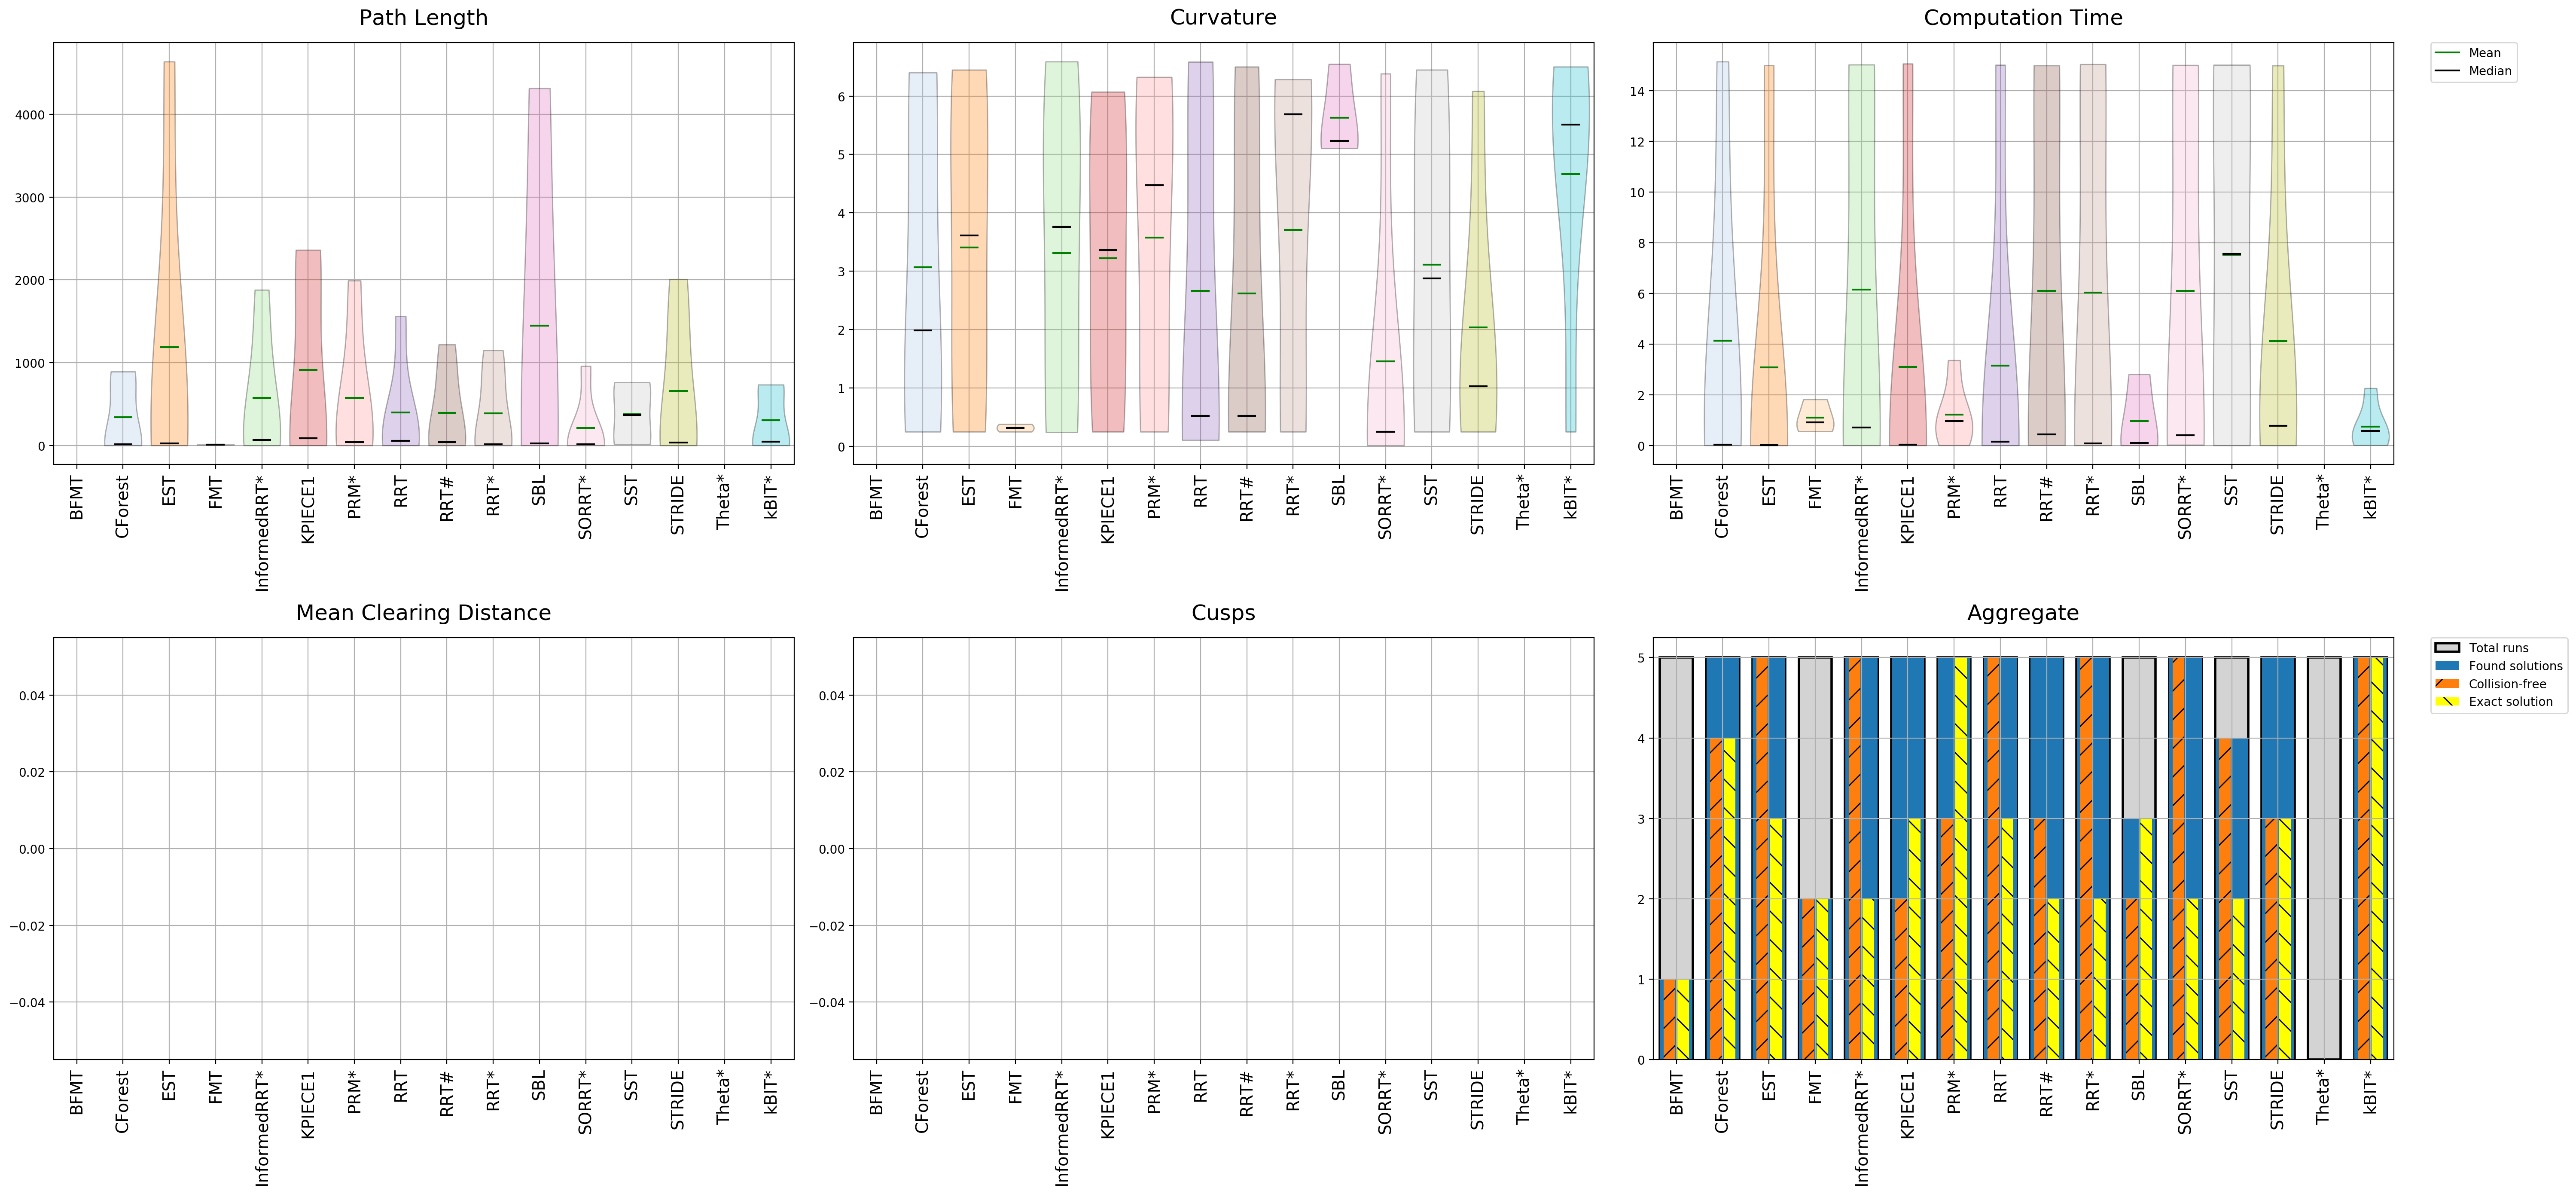 Path Length
Curvature
Computation Time
4000
3000
2000
1000
0
BFMT
CForest
EST
FMT
InformedRRT*
KPIECE1
PRM*
RRT
RRT#
RRT*
SBL
SORRT*
SST
STRIDE
Theta*
kBIT*
6
5
4
3
2
1
0
BFMT
CForest
EST
FMT
InformedRRT*
KPIECE1
PRM*
RRT
RRT#
RRT*
SBL
SORRT*
SST
STRIDE
Theta*
kBIT*
14
12
10
8
6
4
2
0
BFMT
CForest
EST
FMT
InformedRRT*
KPIECE1
PRM*
RRT
RRT#
RRT*
SBL
SORRT*
SST
STRIDE
Theta*
kBIT*
Mean
Median
Mean Clearing Distance
Cusps
Aggregate
0.04
0.02
0.00
−0.02
−0.04
BFMT
CForest
EST
FMT
InformedRRT*
KPIECE1
PRM*
RRT
RRT#
RRT*
SBL
SORRT*
SST
STRIDE
Theta*
kBIT*
0.04
0.02
0.00
−0.02
−0.04
BFMT
CForest
EST
FMT
InformedRRT*
KPIECE1
PRM*
RRT
RRT#
RRT*
SBL
SORRT*
SST
STRIDE
Theta*
kBIT*
5
4
3
2
1
0
BFMT
CForest
EST
FMT
InformedRRT*
KPIECE1
PRM*
RRT
RRT#
RRT*
SBL
SORRT*
SST
STRIDE
Theta*
kBIT*
Total runs
Found solutions
Collision-free
Exact solution